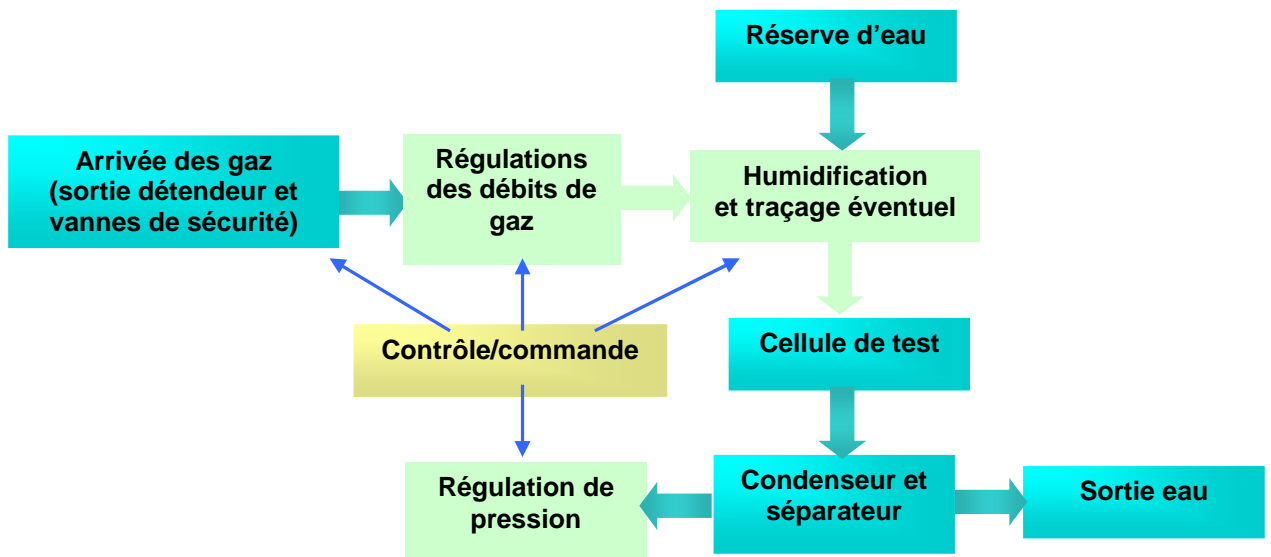 Réserve d’eau
Arrivée des gaz
(sortie détendeur et
vannes de sécurité)
Régulations
des débits de
gaz
Humidification
et traçage éventuel
Contrôle/commande
Cellule de test
Régulation de
pression
Condenseur et
séparateur
Sortie eau